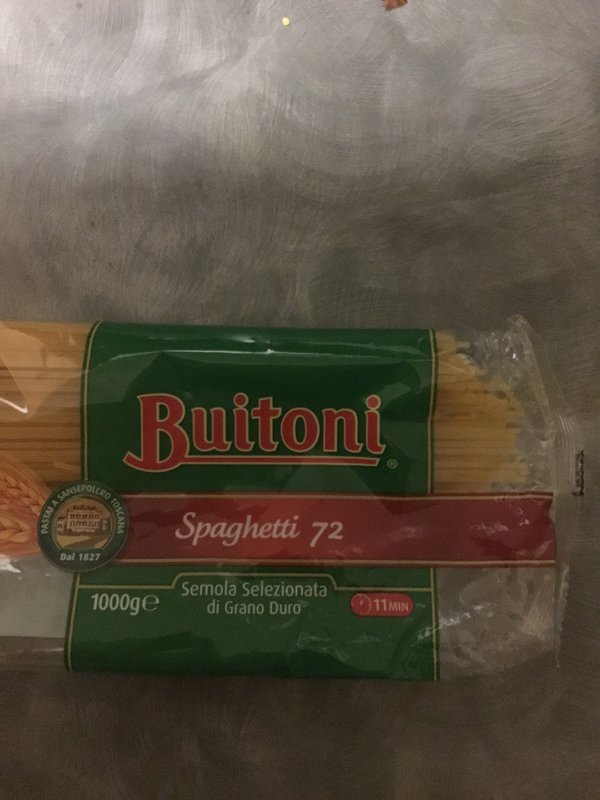 Buitoni®
PASTAI A SANSEPOLCRO TOSCANA
Dal 1827
Spaghetti 72
1000g℮
Semola Selezionata
di Grano Duro
11 MIN